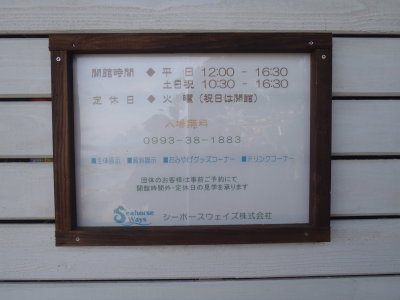 開館時間 ◆ 平 日 12:00 - 16:30
土日祝 10:30 - 16:30
定休日 ◆ 火 曜 (祝日は開館)
入場無料
0993-38-1883
■生体展示 ■資料展示 ■おみやげグッズコーナー ■ドリンクコーナー
団体のお客様は事前ご予約にて
開館時間外・定休日の見学を承ります
Seahorse Ways シーホースウェイズ株式会社